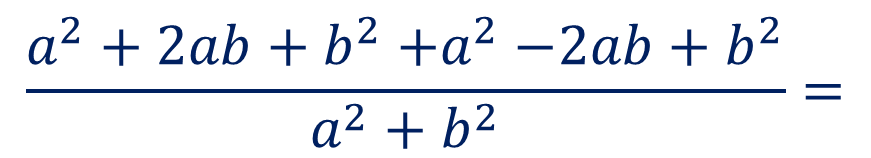 a² + 2ab + b² +a² −2ab + b²
a² + b²
=